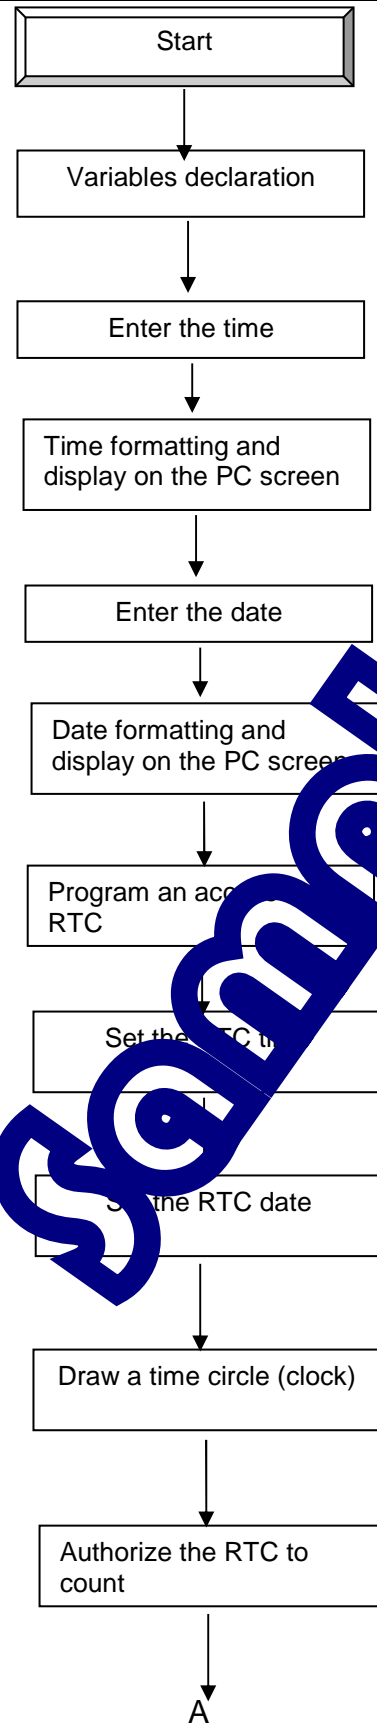 Start
Variables declaration
Enter the time
Time formatting and
display on the PC screen
Enter the date
Date formatting and
display on the PC screen
Program an
RTC
Set the
the RTC date
Draw a time circle (clock)
Authorize the RTC to
count
A